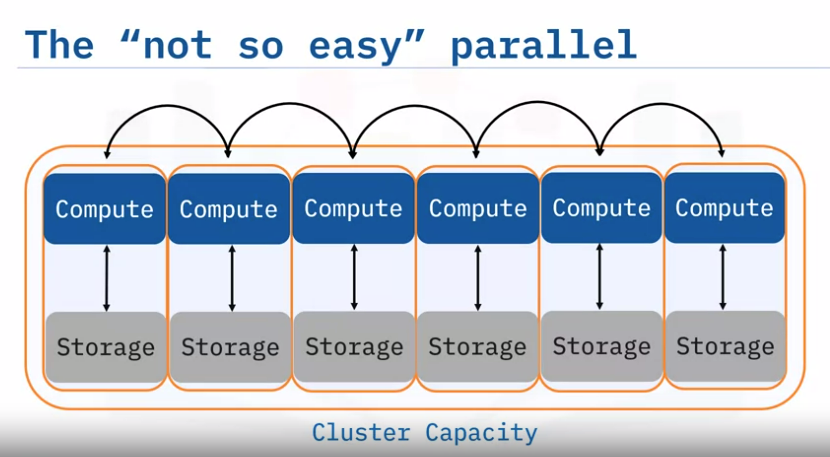 The “not so easy” parallel
Compute Compute Compute Compute Compute Compute
Storage Storage Storage Storage Storage Storage
Cluster Capacity